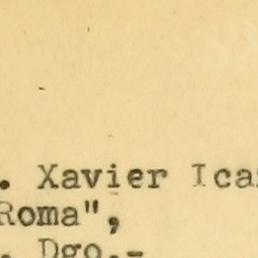 . Xavier Ica
Roma",
. Dgo.-